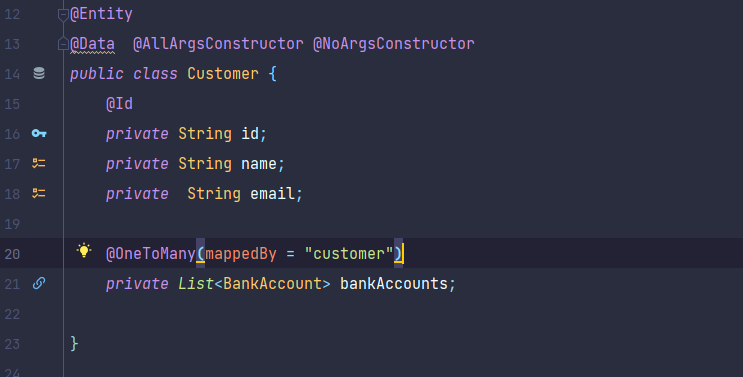 12 @Entity
13 @Data  @AllArgsConstructor @NoArgsConstructor
14 public class Customer {
15     @Id
16     private String id;
17     private String name;
18     private  String email;
19
20     @OneToMany(mappedBy = "customer")
21     private List<BankAccount> bankAccounts;
22
23 }
24